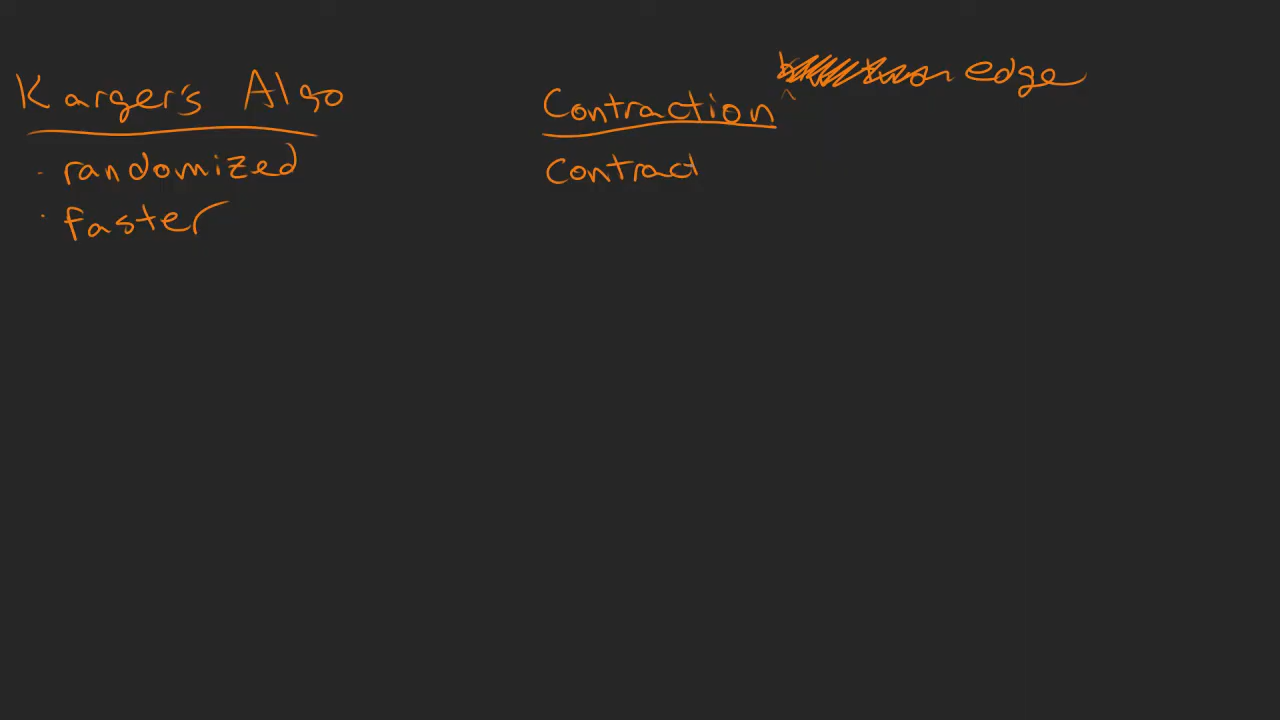 Karger's Algo
randomized
faster
edge
Contraction ^
Contract